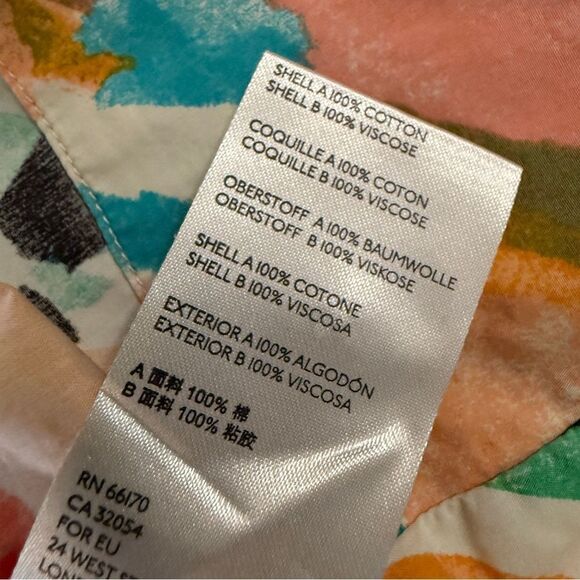 SHELL A 100% COTTON
SHELL B 100% VISCOSE
COQUILLE A 100% COTON
COQUILLE B 100% VISCOSE
OBERSTOFF A 100% BAUMWOLLE
OBERSTOFF B 100% VISKOSE
SHELL A 100% COTONE
SHELL B 100% VISCOSA
EXTERIOR A 100% ALGODÓN
EXTERIOR B 100% VISCOSA
A 面料 100% 棉
B 面料 100% 粘胶
RN 66170
CA 32054
FOR EU
24 WEST